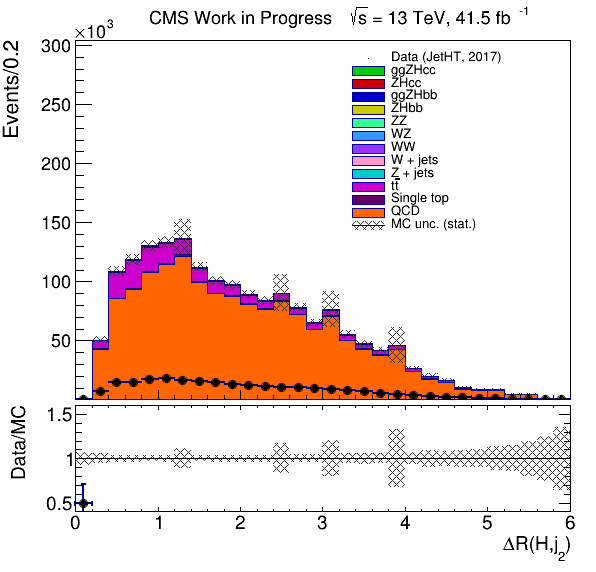 CMS Work in Progress √s = 13 TeV, 41.5 fb⁻¹
×10³
Events/0.2
300
250
200
150
100
50
Data (JetHT, 2017)
ggZHcc
ZHcc
ggZHbb
ZHbb
ZZ
WZ
WW
W + jets
Z + jets
tt̅
Single top
QCD
MC unc. (stat.)
Data/MC
1.5
1
0.5
0 1 2 3 4 5 6
ΔR(H,j₂)